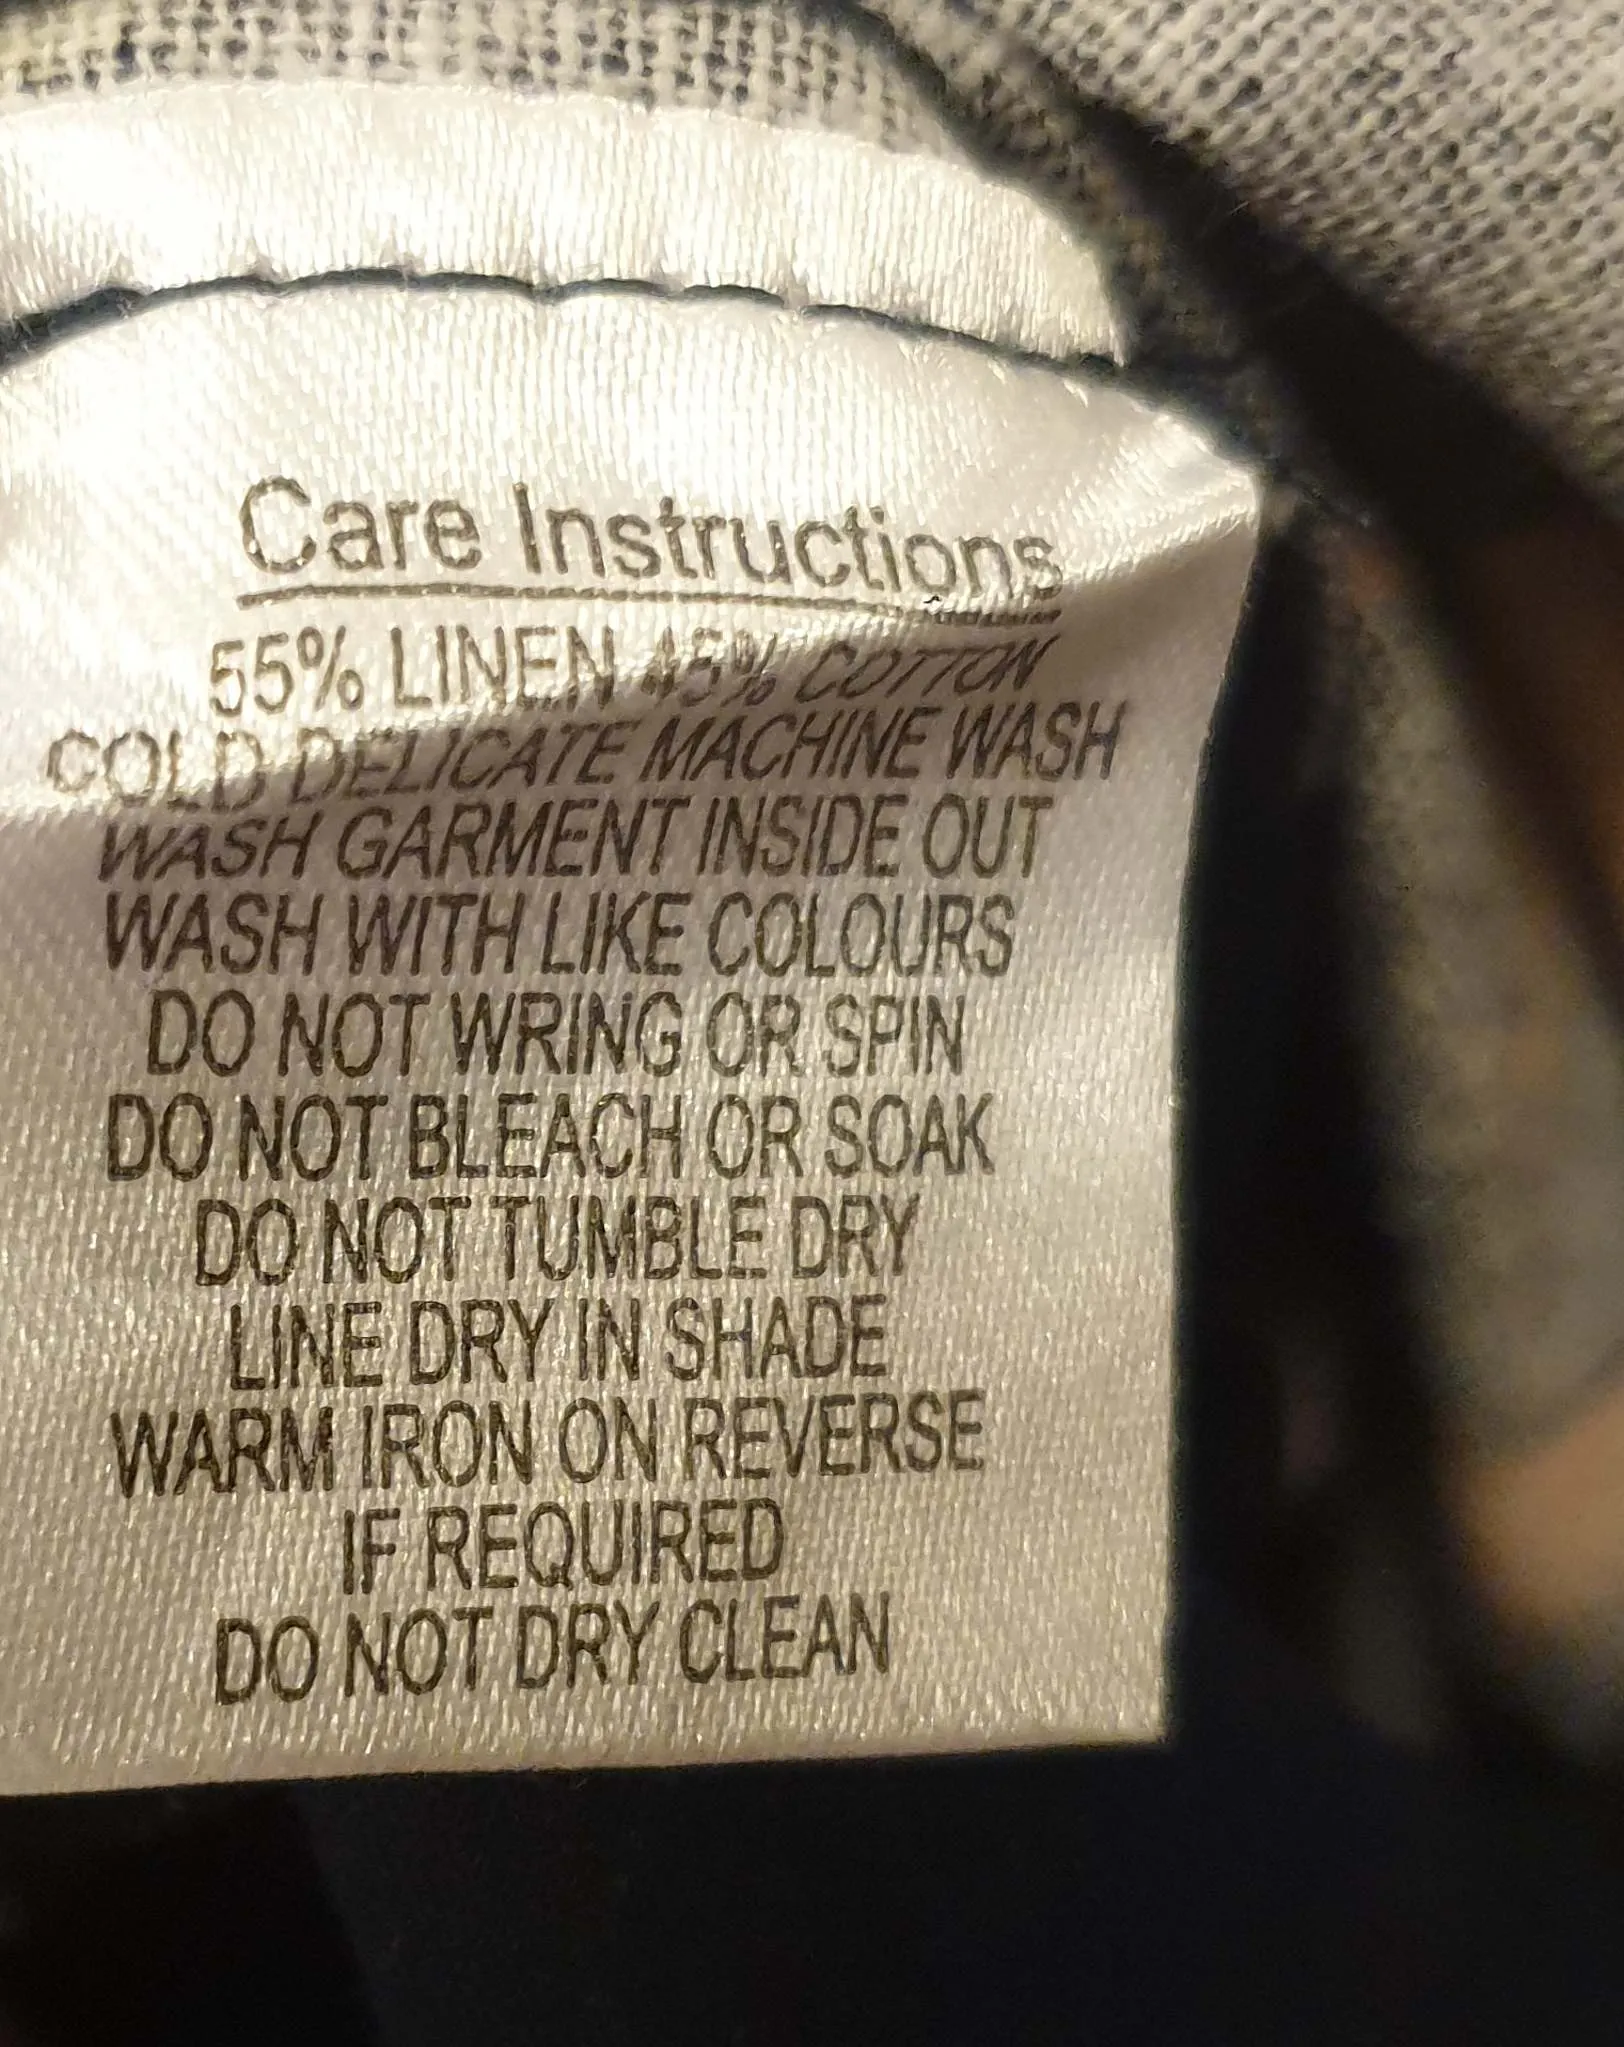 Care Instructions
55% LINEN 45% COTTON
COLD DELICATE MACHINE WASH
WASH GARMENT INSIDE OUT
WASH WITH LIKE COLOURS
DO NOT WRING OR SPIN
DO NOT BLEACH OR SOAK
DO NOT TUMBLE DRY
LINE DRY IN SHADE
WARM IRON ON REVERSE
IF REQUIRED
DO NOT DRY CLEAN